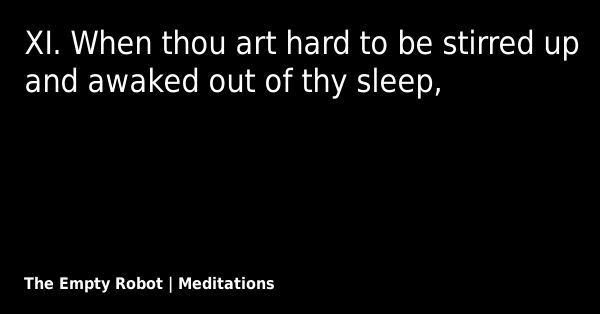 XI. When thou art hard to be stirred up
and awaked out of thy sleep,
The Empty Robot | Meditations